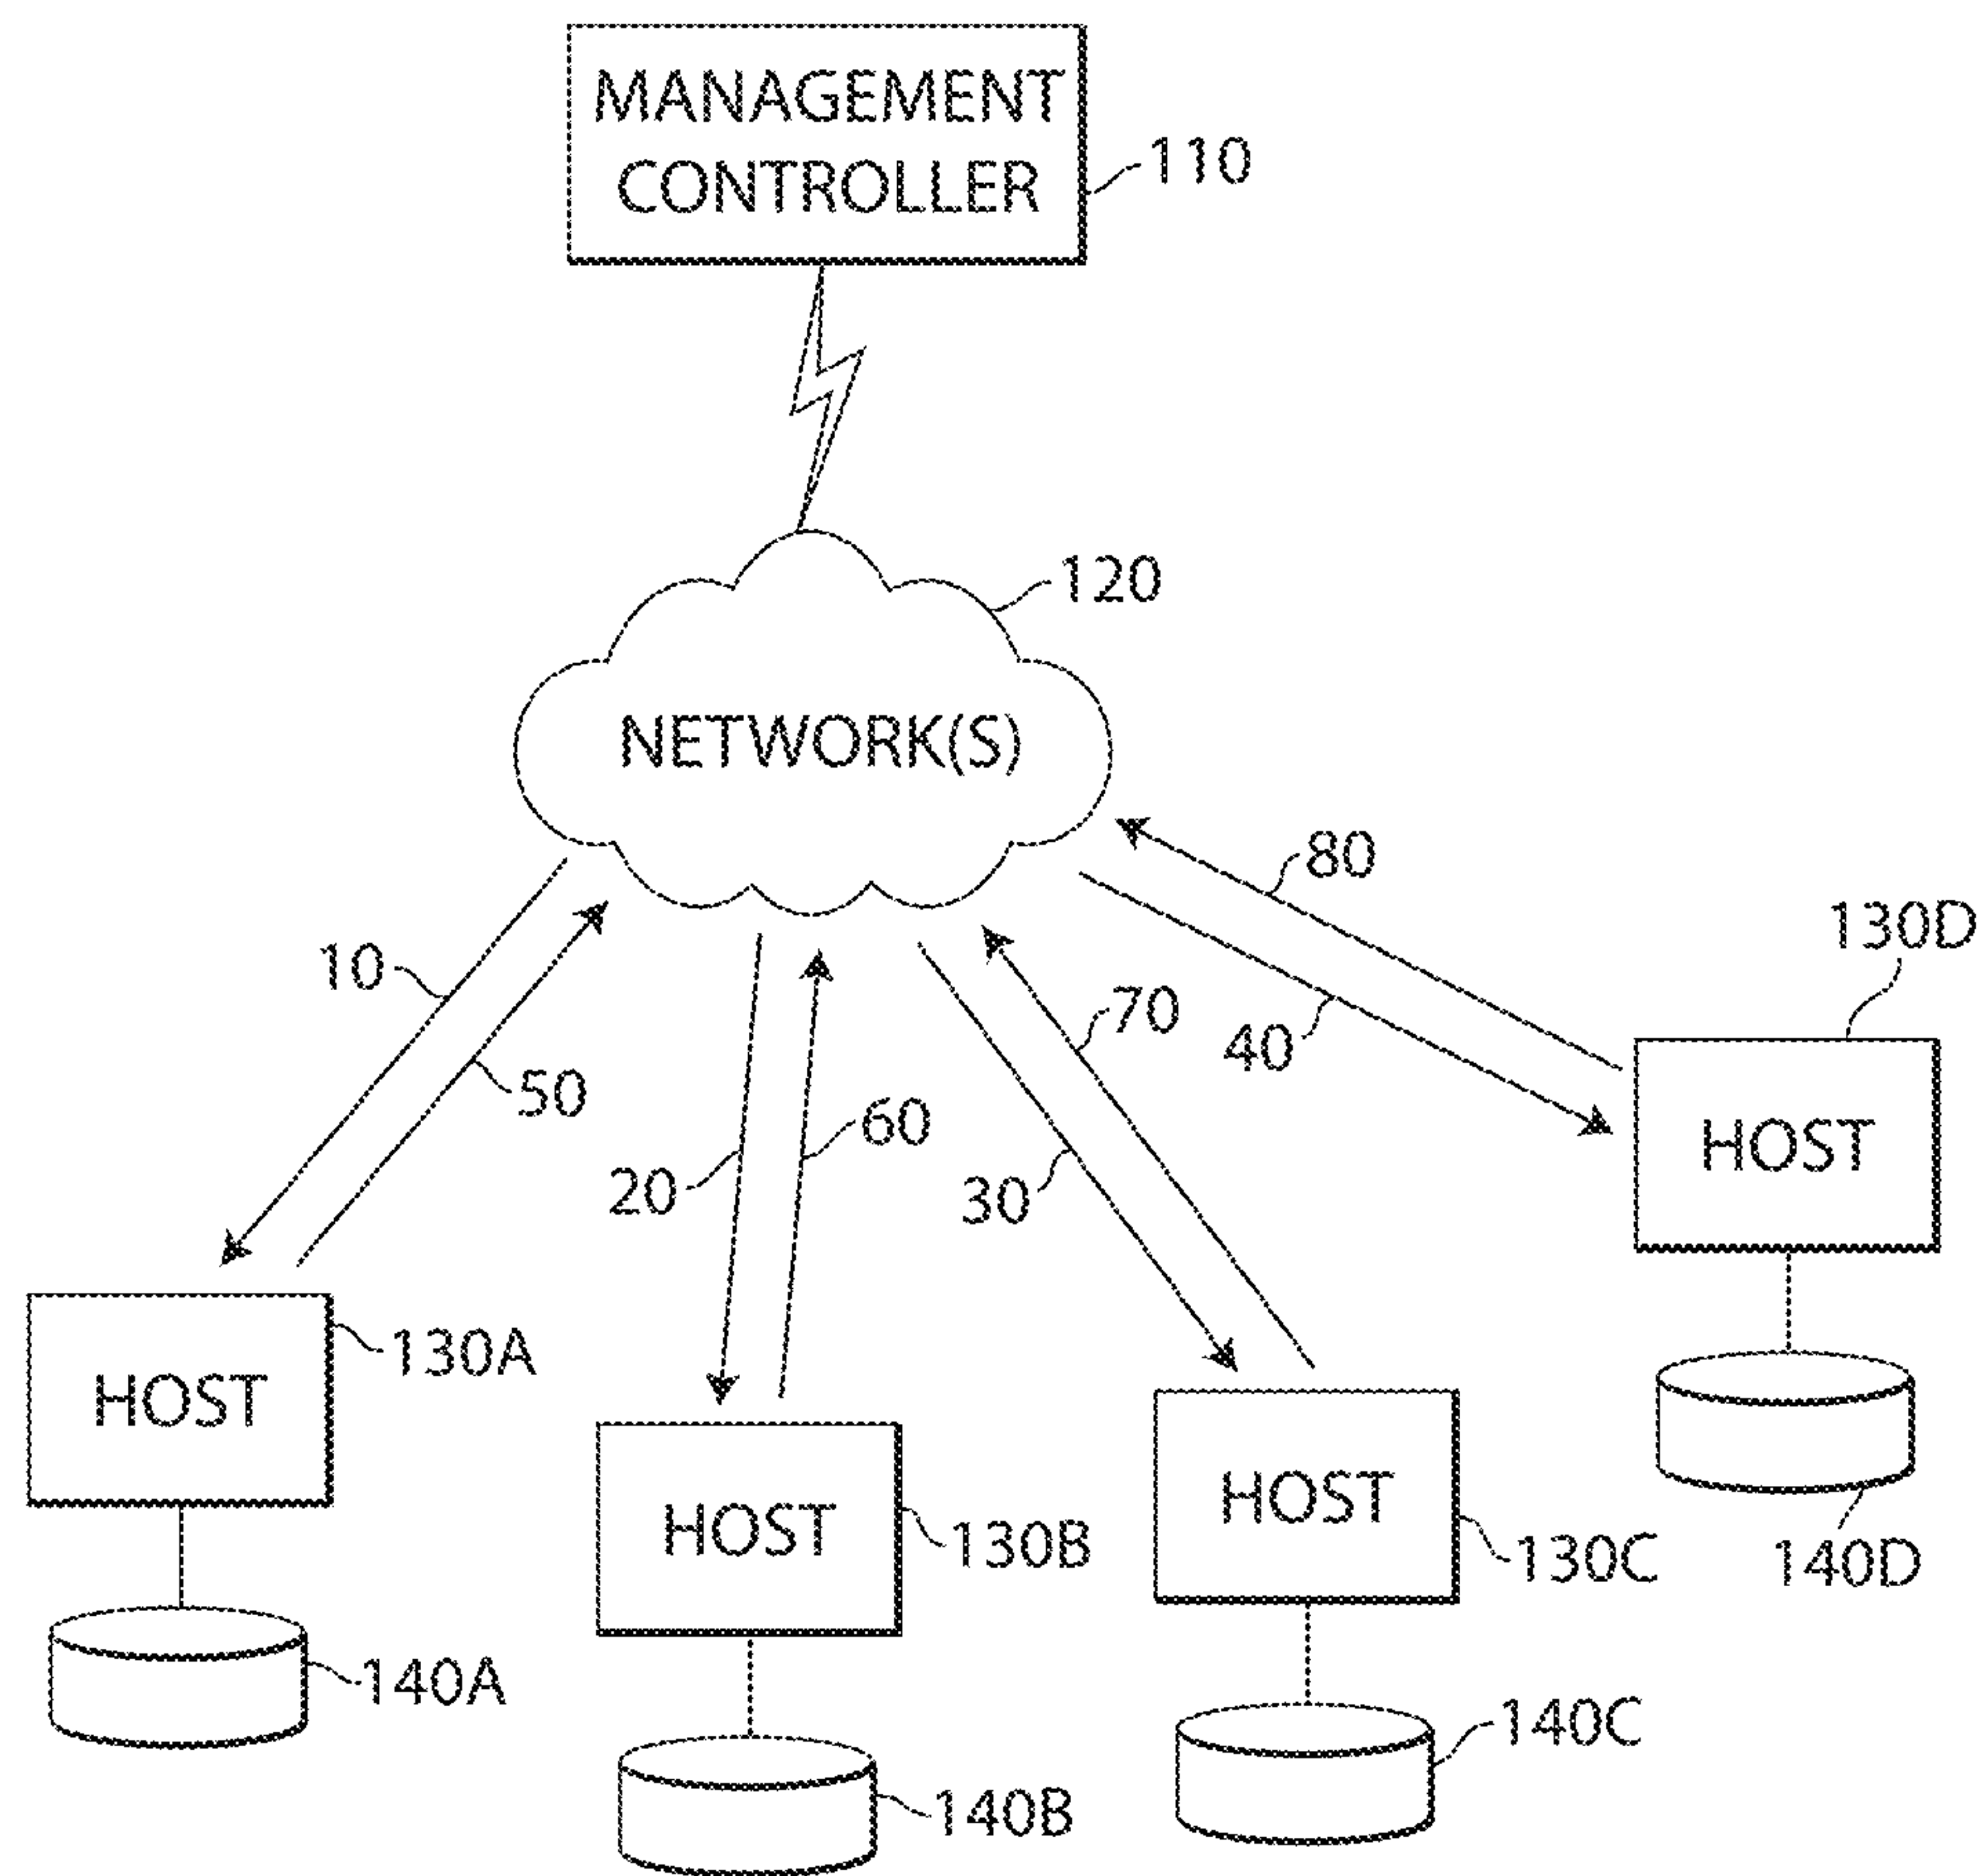 MANAGEMENT
CONTROLLER
110
120
NETWORK(S)
80
130D
10
70
40
50
60
HOST
20
30
130A
HOST
HOST
130B
HOST
130C
140D
140A
140C
140B